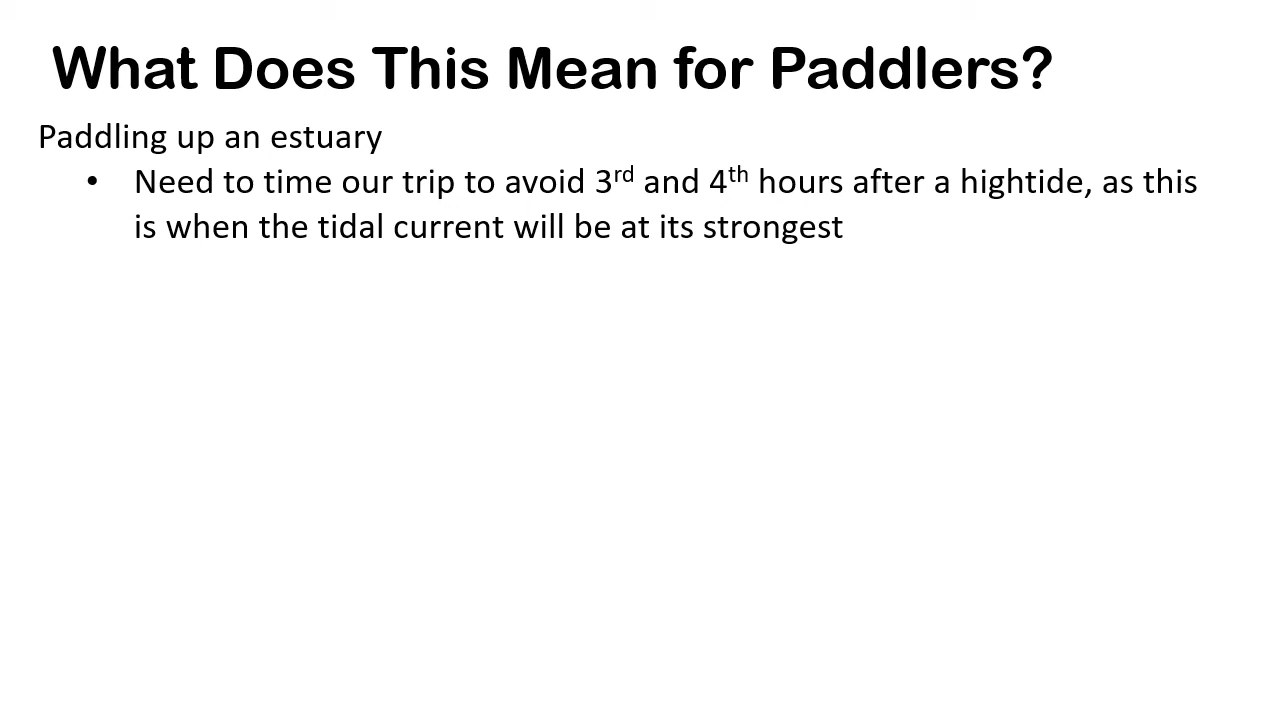 What Does This Mean for Paddlers?
Paddling up an estuary
• Need to time our trip to avoid 3rd and 4th hours after a hightide, as this
is when the tidal current will be at its strongest